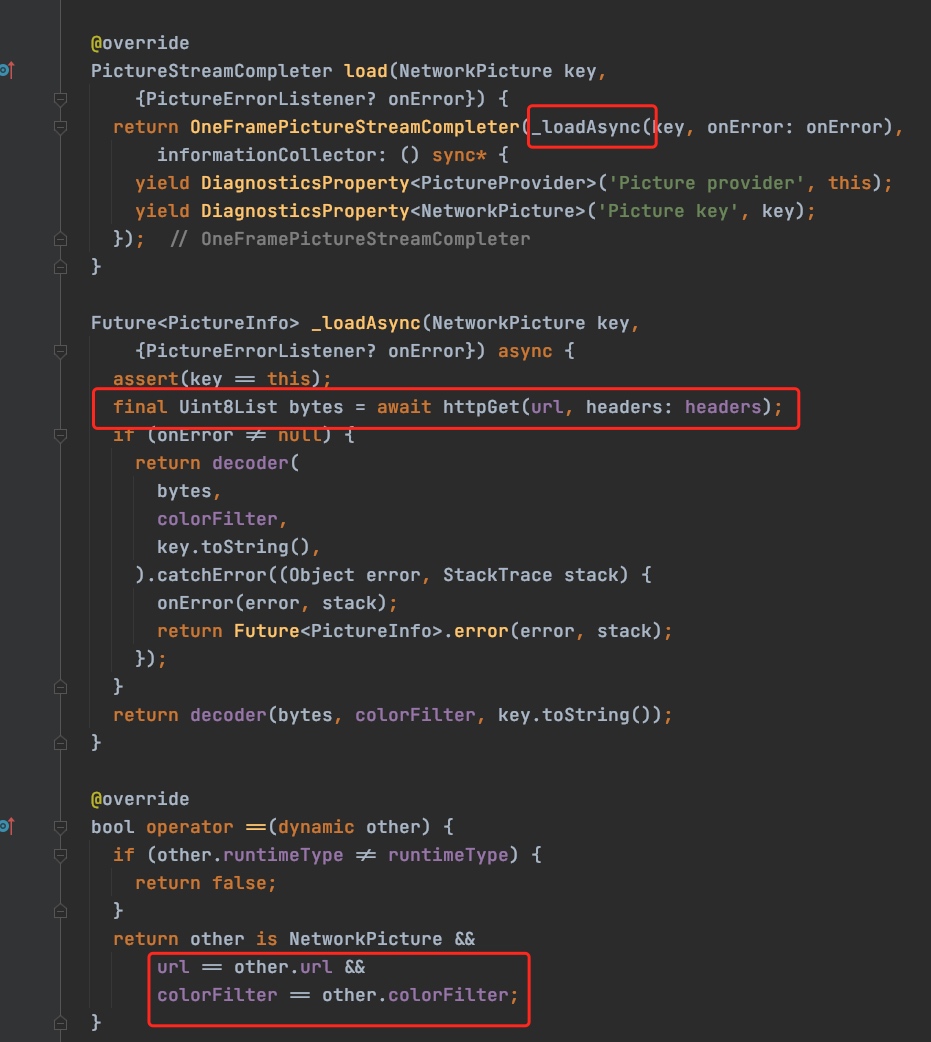 @override
PictureStreamCompleter load(NetworkPicture key,
    {PictureErrorListener? onError}) {
  return OneFramePictureStreamCompleter(_loadAsync(key, onError: onError),
      informationCollector: () sync* {
    yield DiagnosticsProperty<PictureProvider>('Picture provider', this);
    yield DiagnosticsProperty<NetworkPicture>('Picture key', key);
  });  // OneFramePictureStreamCompleter
}
Future<PictureInfo> _loadAsync(NetworkPicture key,
    {PictureErrorListener? onError}) async {
  assert(key == this);
  final Uint8List bytes = await httpGet(url, headers: headers);
  if (onError != null) {
    return decoder(
      bytes,
      colorFilter,
      key.toString(),
    ).catchError((Object error, StackTrace stack) {
      onError(error, stack);
      return Future<PictureInfo>.error(error, stack);
    });
  }
  return decoder(bytes, colorFilter, key.toString());
}
@override
bool operator ==(dynamic other) {
  if (other.runtimeType != runtimeType) {
    return false;
  }
  return other is NetworkPicture &&
      url == other.url &&
      colorFilter == other.colorFilter;
}